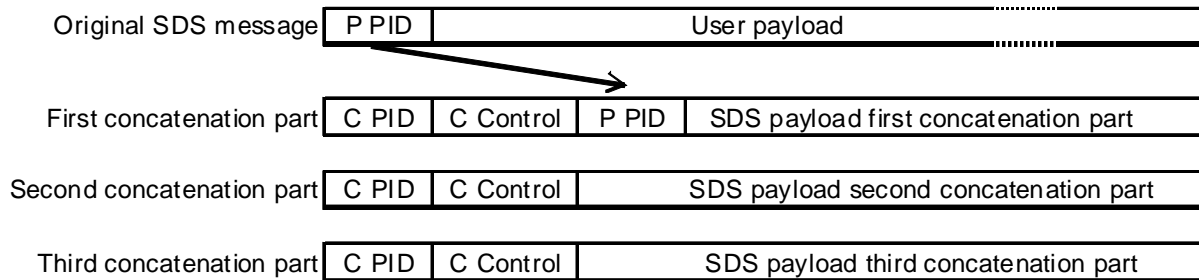 Original SDS message P PID User payload
First concatenation part C PID C Control P PID SDS payload first concatenation part
Second concatenation part C PID C Control SDS payload second concatenation part
Third concatenation part C PID C Control SDS payload third concatenation part